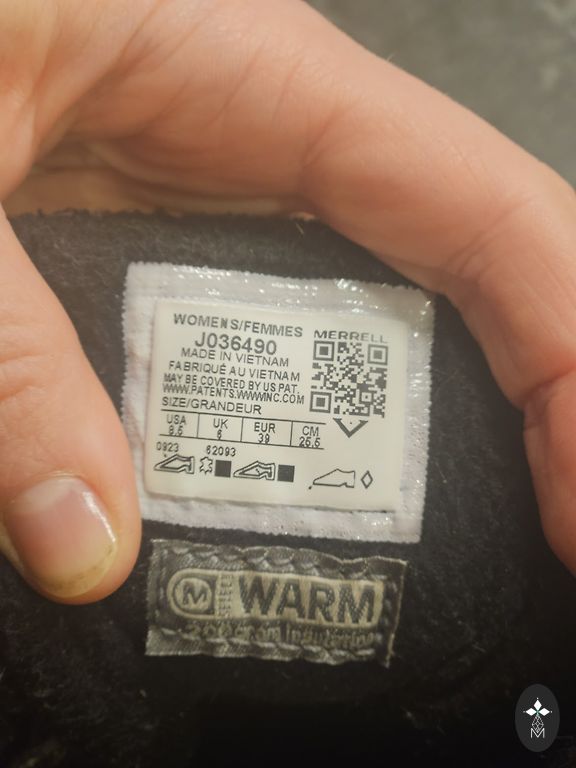 WOMENS/FEMMES
MERRELL
J036490
MADE IN VIETNAM
FABRIQUÉ AU VIETNAM
MAY BE COVERED BY US PAT.
WWW.PATENTS.WWWINC.COM
SIZE/GRANDEUR
USA UK EUR CM
8.5 6 39 25.5
0923 62093
M SELECT WARM
M